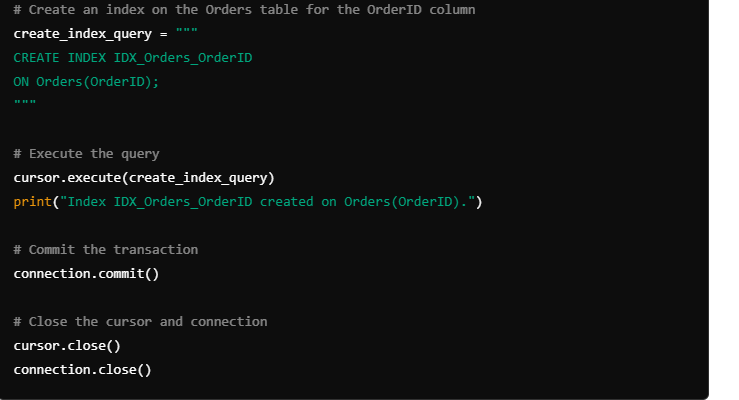 # Create an index on the Orders table for the OrderID column
create_index_query = """
CREATE INDEX IDX_Orders_OrderID
ON Orders(OrderID);
"""
# Execute the query
cursor.execute(create_index_query)
print("Index IDX_Orders_OrderID created on Orders(OrderID).")
# Commit the transaction
connection.commit()
# Close the cursor and connection
cursor.close()
connection.close()